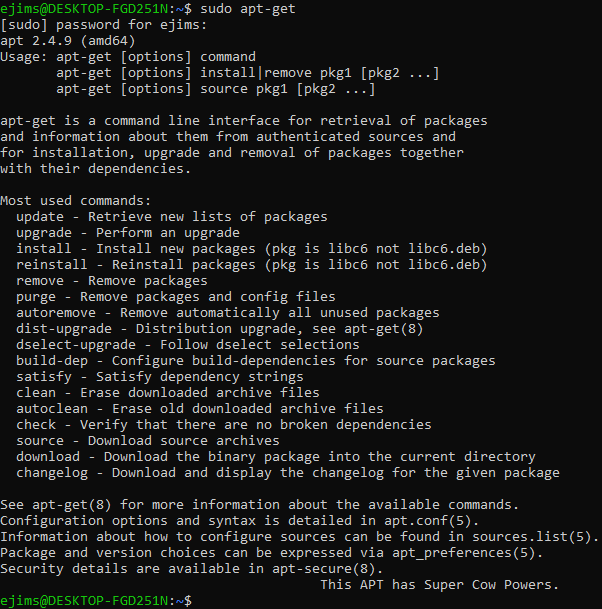 ejims@DESKTOP-FGD251N:~$ sudo apt-get
[sudo] password for ejims:
apt 2.4.9 (amd64)
Usage: apt-get [options] command
       apt-get [options] install|remove pkg1 [pkg2 ...]
       apt-get [options] source pkg1 [pkg2 ...]

apt-get is a command line interface for retrieval of packages
and information about them from authenticated sources and
for installation, upgrade and removal of packages together
with their dependencies.

Most used commands:
  update - Retrieve new lists of packages
  upgrade - Perform an upgrade
  install - Install new packages (pkg is libc6 not libc6.deb)
  reinstall - Reinstall packages (pkg is libc6 not libc6.deb)
  remove - Remove packages
  purge - Remove packages and config files
  autoremove - Remove automatically all unused packages
  dist-upgrade - Distribution upgrade, see apt-get(8)
  dselect-upgrade - Follow dselect selections
  build-dep - Configure build-dependencies for source packages
  satisfy - Satisfy dependency strings
  clean - Erase downloaded archive files
  autoclean - Erase old downloaded archive files
  check - Verify that there are no broken dependencies
  source - Download source archives
  download - Download the binary package into the current directory
  changelog - Download and display the changelog for the given package

See apt-get(8) for more information about the available commands.
Configuration options and syntax is detailed in apt.conf(5).
Information about how to configure sources can be found in sources.list(5).
Package and version choices can be expressed via apt_preferences(5).
Security details are available in apt-secure(8).
                                        This APT has Super Cow Powers.
ejims@DESKTOP-FGD251N:~$